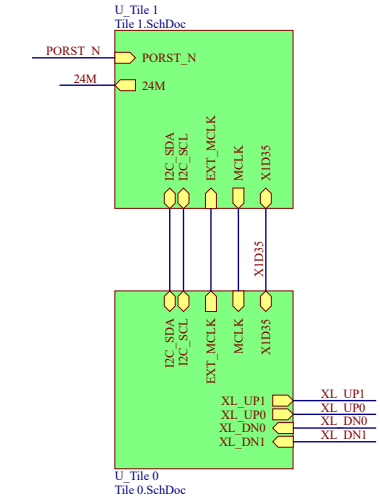 U_Tile 1
Tile 1.SchDoc
PORST_N
PORST_N
24M
24M
I2C_SDA
I2C_SCL
EXT_MCLK
MCLK
X1D35
X1D35
I2C_SDA
I2C_SCL
EXT_MCLK
MCLK
X1D35
XL_UP1
XL_UP1
XL_UP0
XL_UP0
XL_DN0
XL_DN0
XL_DN1
XL_DN1
U_Tile 0
Tile 0.SchDoc